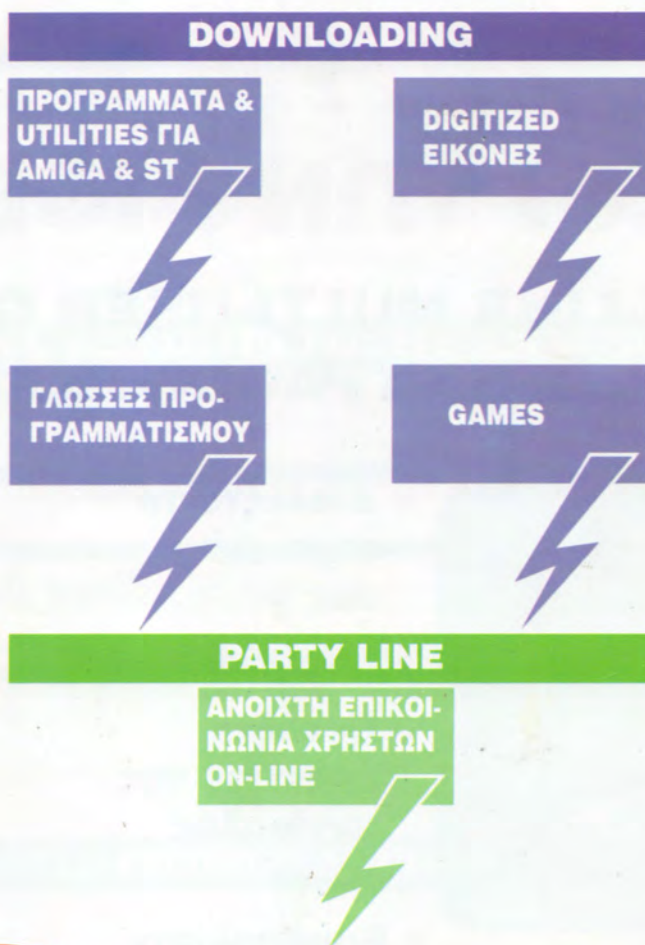 DOWNLOADING
ΠΡΟΓΡΑΜΜΑΤΑ &
UTILITIES ΓΙΑ
AMIGA & ST
DIGITIZED
ΕΙΚΟΝΕΣ
ΓΛΩΣΣΕΣ ΠΡΟ-
ΓΡΑΜΜΑΤΙΣΜΟΥ
GAMES
PARTY LINE
ΑΝΟΙΧΤΗ ΕΠΙΚΟΙ-
ΝΩΝΙΑ ΧΡΗΣΤΩΝ
ON-LINE